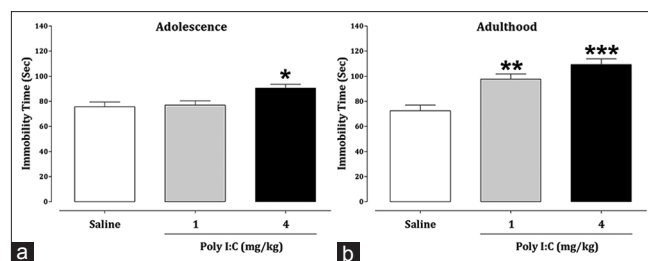 Adolescence
Immobility Time (Sec)
140
120
100
80
60
40
20
0
*
Saline
1
4
Poly I:C (mg/kg)
a
Adulthood
Immobility Time (Sec)
140
120
100
80
60
40
20
0
**
***
Saline
1
4
Poly I:C (mg/kg)
b